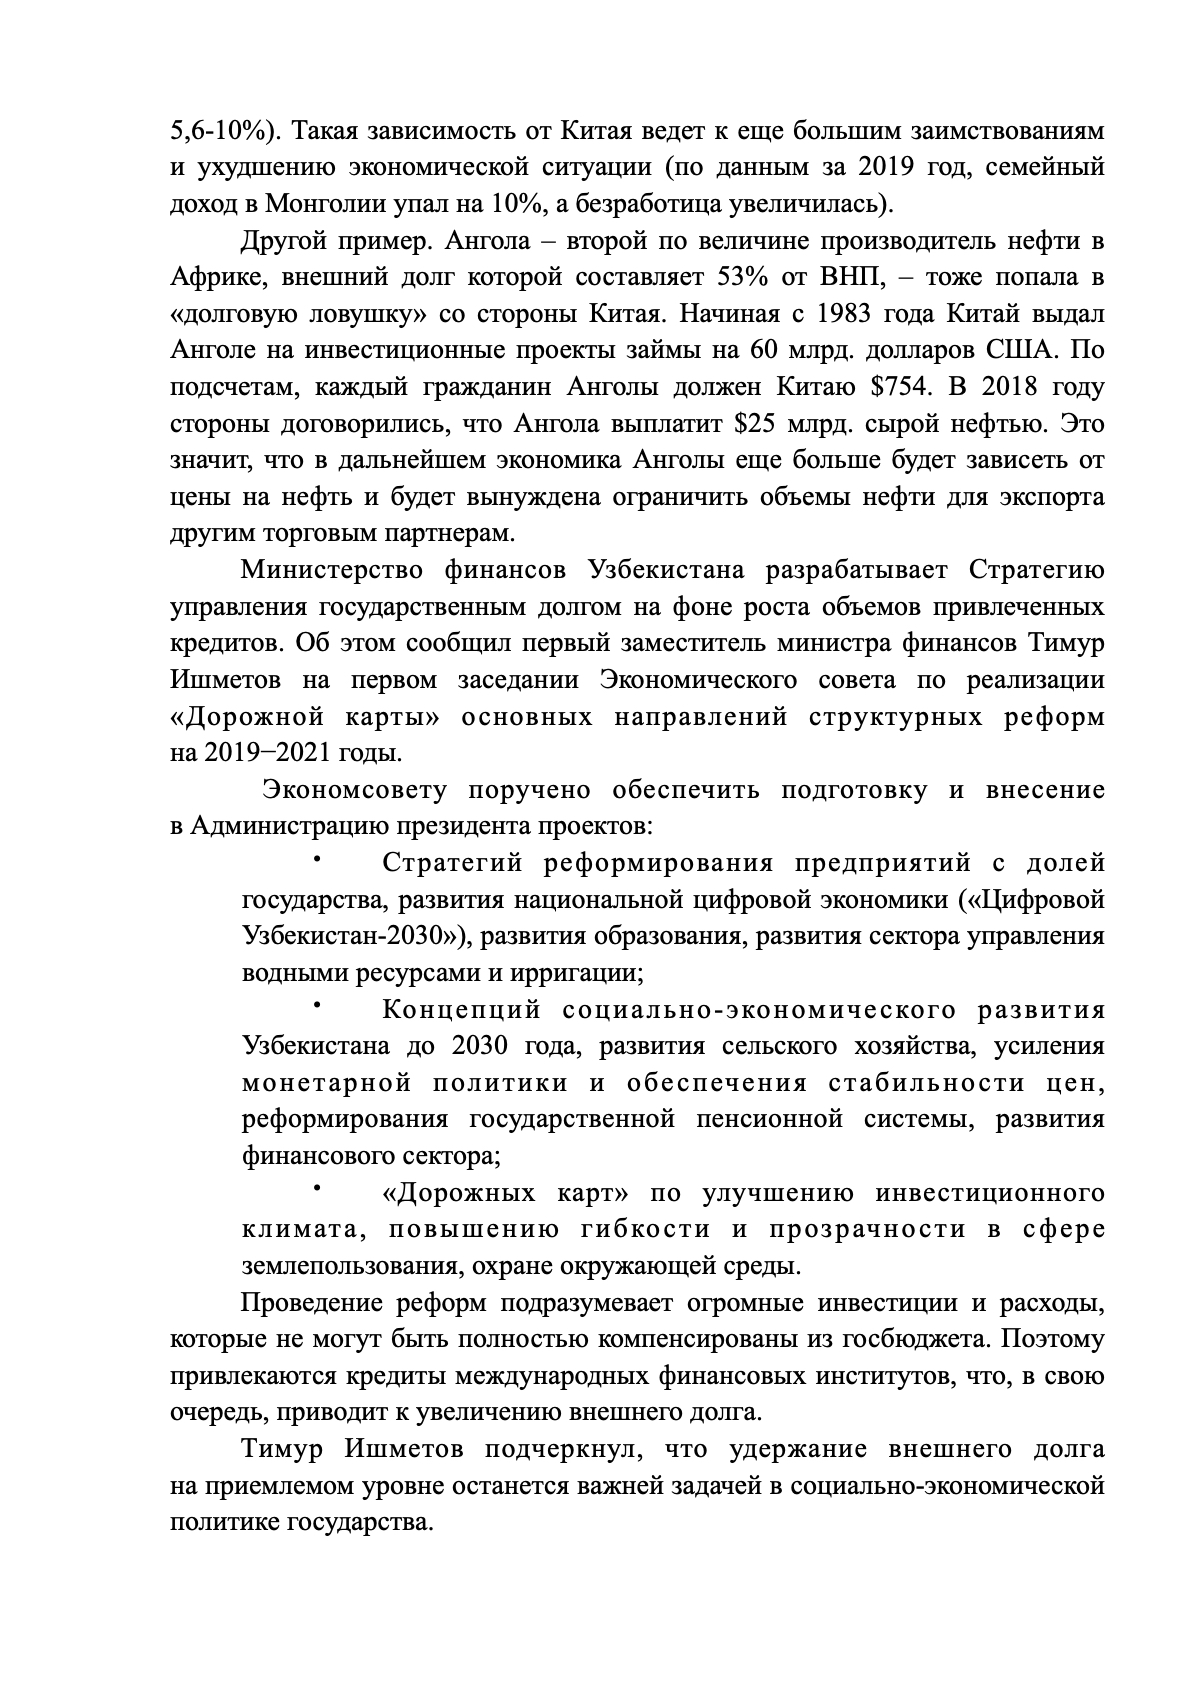 5,6-10%). Такая зависимость от Китая ведет к еще большим заимствованиям
и ухудшению экономической ситуации (по данным за 2019 год, семейный
доход в Монголии упал на 10%, а безработица увеличилась).
Другой пример. Ангола – второй по величине производитель нефти в
Африке, внешний долг которой составляет 53% от ВНП, – тоже попала в
«долговую ловушку» со стороны Китая. Начиная с 1983 года Китай выдал
Анголе на инвестиционные проекты займы на 60 млрд. долларов США. По
подсчетам, каждый гражданин Анголы должен Китаю $754. В 2018 году
стороны договорились, что Ангола выплатит $25 млрд. сырой нефтью. Это
значит, что в дальнейшем экономика Анголы еще больше будет зависеть от
цены на нефть и будет вынуждена ограничить объемы нефти для экспорта
другим торговым партнерам.
Министерство финансов Узбекистана разрабатывает Стратегию
управления государственным долгом на фоне роста объемов привлеченных
кредитов. Об этом сообщил первый заместитель министра финансов Тимур
Ишметов на первом заседании Экономического совета по реализации
«Дорожной карты» основных направлений структурных реформ
на 2019−2021 годы.
Экономсовету поручено обеспечить подготовку и внесение
в Администрацию президента проектов:
• Стратегий реформирования предприятий с долей
государства, развития национальной цифровой экономики («Цифровой
Узбекистан-2030»), развития образования, развития сектора управления
водными ресурсами и ирригации;
• Концепций социально-экономического развития
Узбекистана до 2030 года, развития сельского хозяйства, усиления
монетарной политики и обеспечения стабильности цен,
реформирования государственной пенсионной системы, развития
финансового сектора;
• «Дорожных карт» по улучшению инвестиционного
климата, повышению гибкости и прозрачности в сфере
землепользования, охране окружающей среды.
Проведение реформ подразумевает огромные инвестиции и расходы,
которые не могут быть полностью компенсированы из госбюджета. Поэтому
привлекаются кредиты международных финансовых институтов, что, в свою
очередь, приводит к увеличению внешнего долга.
Тимур Ишметов подчеркнул, что удержание внешнего долга
на приемлемом уровне останется важней задачей в социально-экономической
политике государства.